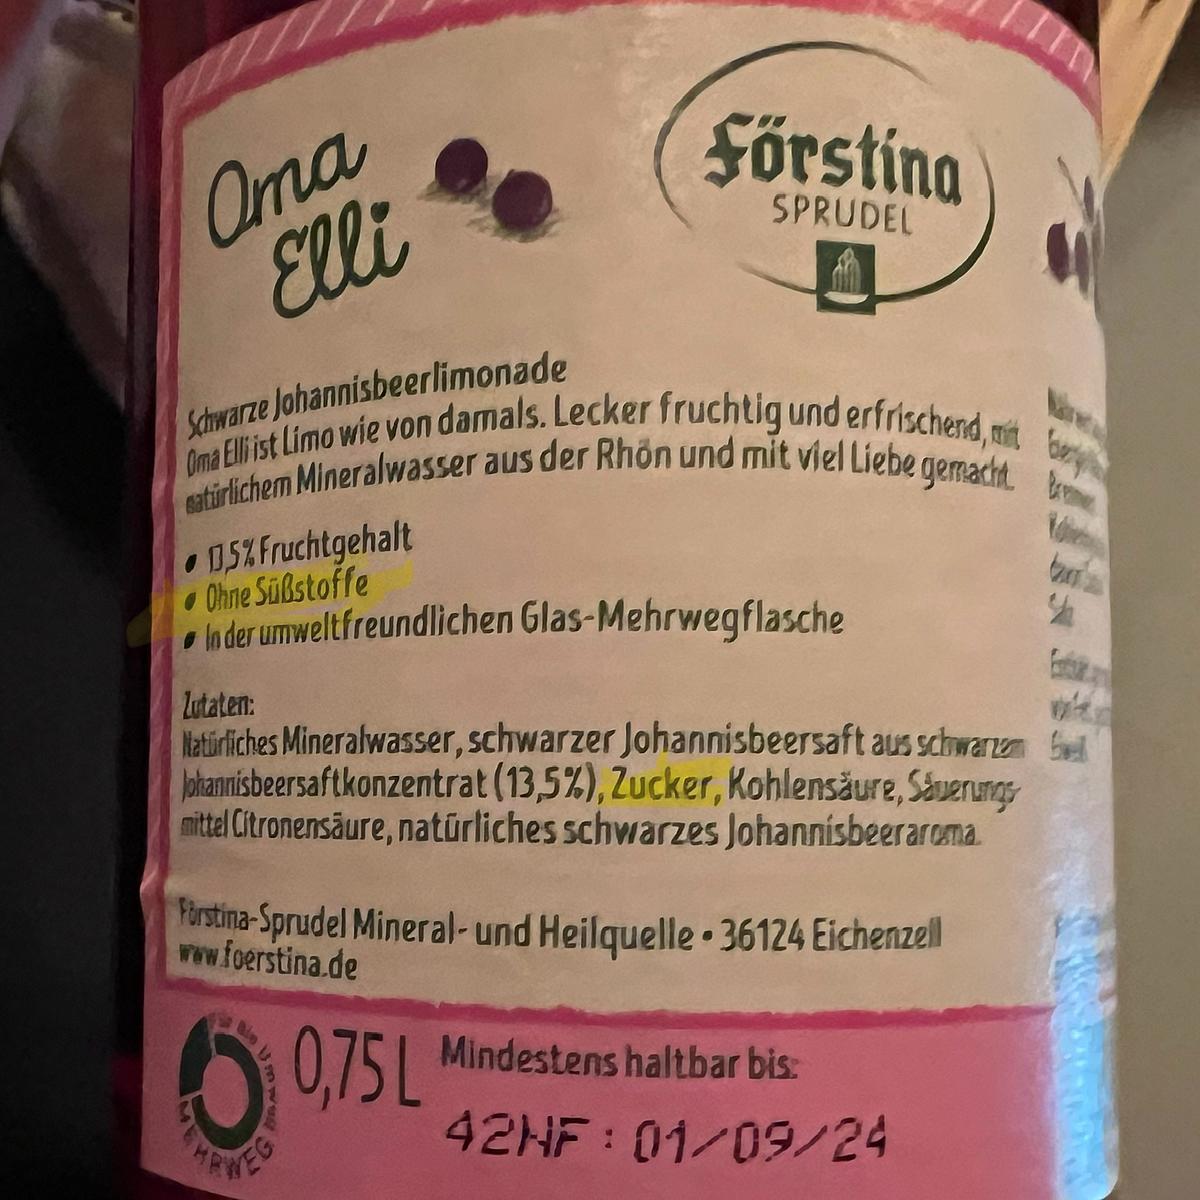 Oma
Elli
Förstina
SPRUDEL
Schwarze Johannisbeerlimonade
Oma Elli ist Limo wie von damals. Lecker fruchtig und erfrischend, mit
natürlichem Mineralwasser aus der Rhön und mit viel Liebe gemacht.
• 13,5% Fruchtgehalt
• Ohne Süßstoffe
• In der umweltfreundlichen Glas-Mehrwegflasche
Zutaten:
Natürliches Mineralwasser, schwarzer Johannisbeersaft aus schwarzem
Johannisbeersaftkonzentrat (13,5%), Zucker, Kohlensäure, Säuerungs-
mittel Citronensäure, natürliches schwarzes Johannisbeeraroma.
Förstina-Sprudel Mineral- und Heilquelle • 36124 Eichenzell
www.foerstina.de
MEHRWEG
0,75 L
Mindestens haltbar bis:
42HF : 01/09/24